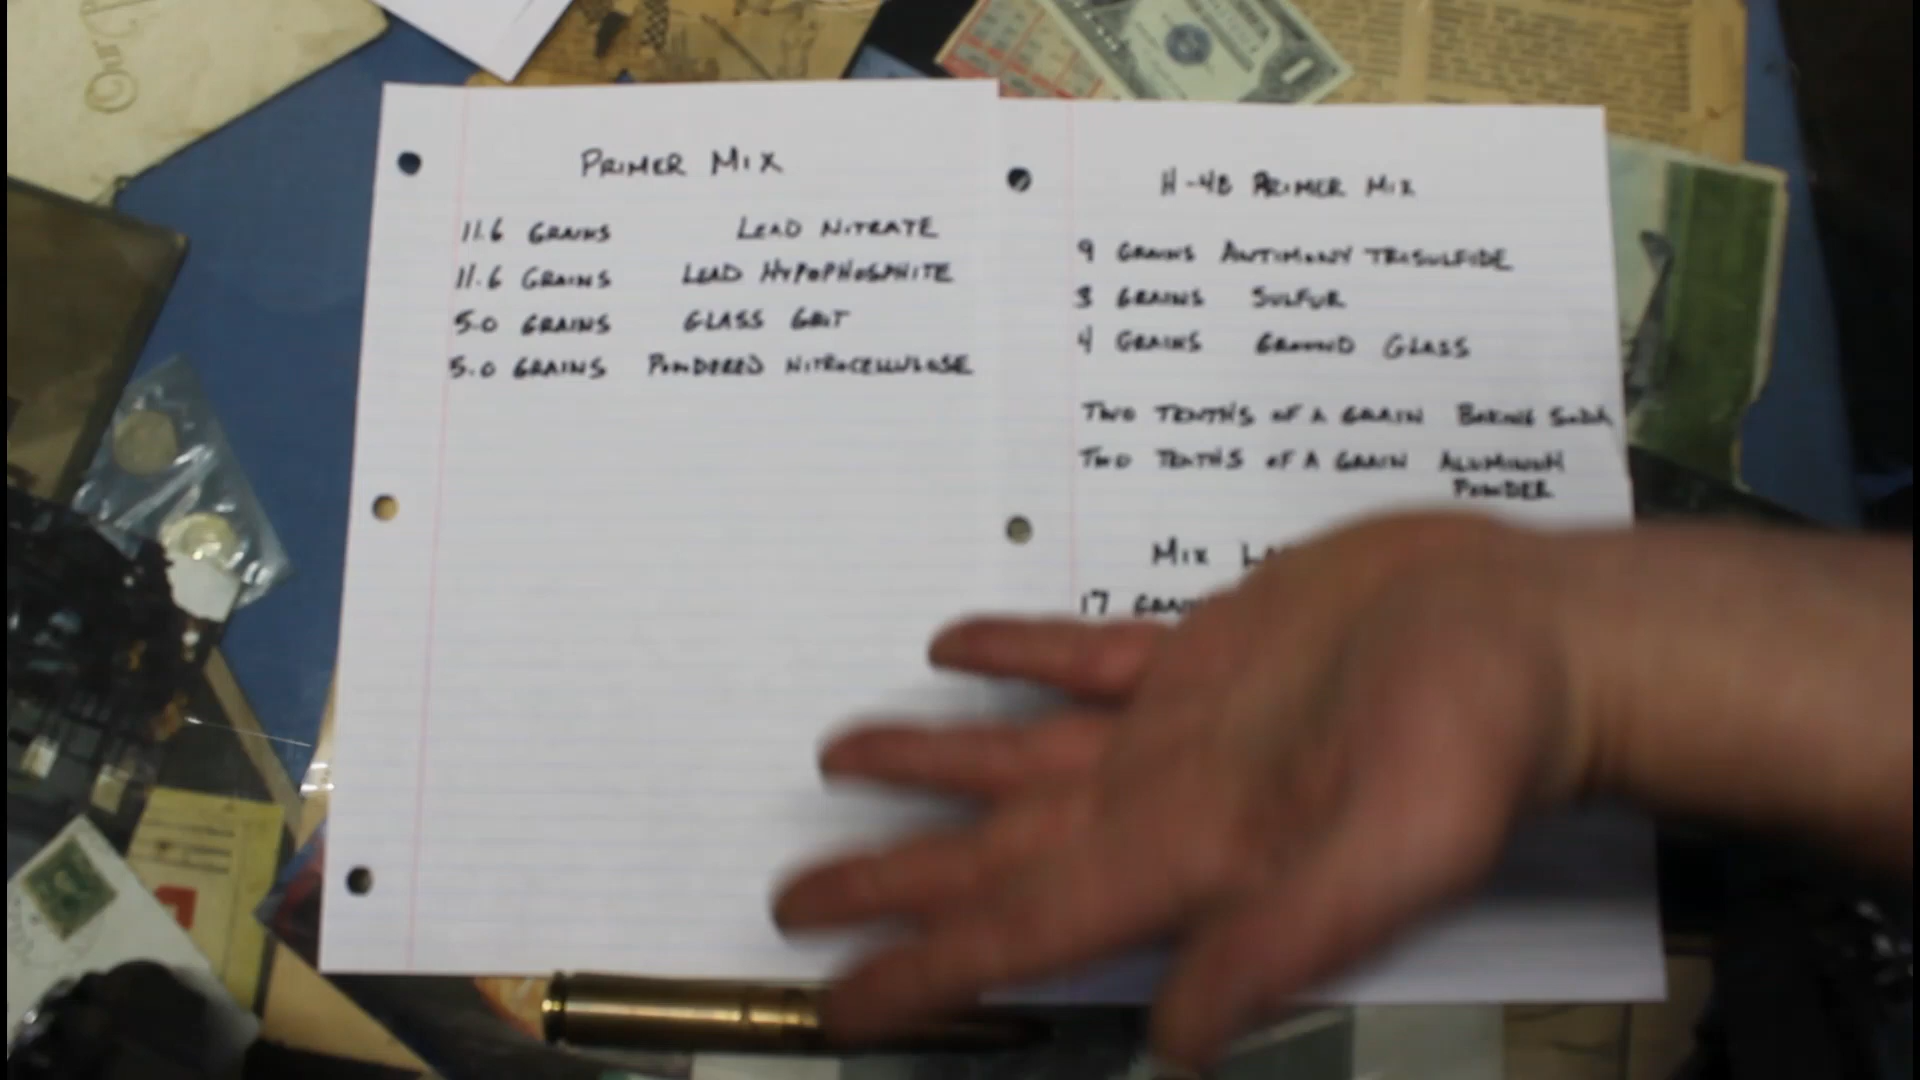 PRIMER MIX
11.6 GRAINS LEAD NITRATE
11.6 GRAINS LEAD HYPOPHOSPHITE
5.0 GRAINS GLASS GRIT
5.0 GRAINS POWDERED NITROCELLULOSE
H-48 PRIMER MIX
9 GRAINS ANTIMONY TRISULFIDE
3 GRAINS SULFUR
4 GRAINS GROUND GLASS
TWO TENTHS OF A GRAIN BAKING SODA
TWO TENTHS OF A GRAIN ALUMINUM
POWDER
MIX
17